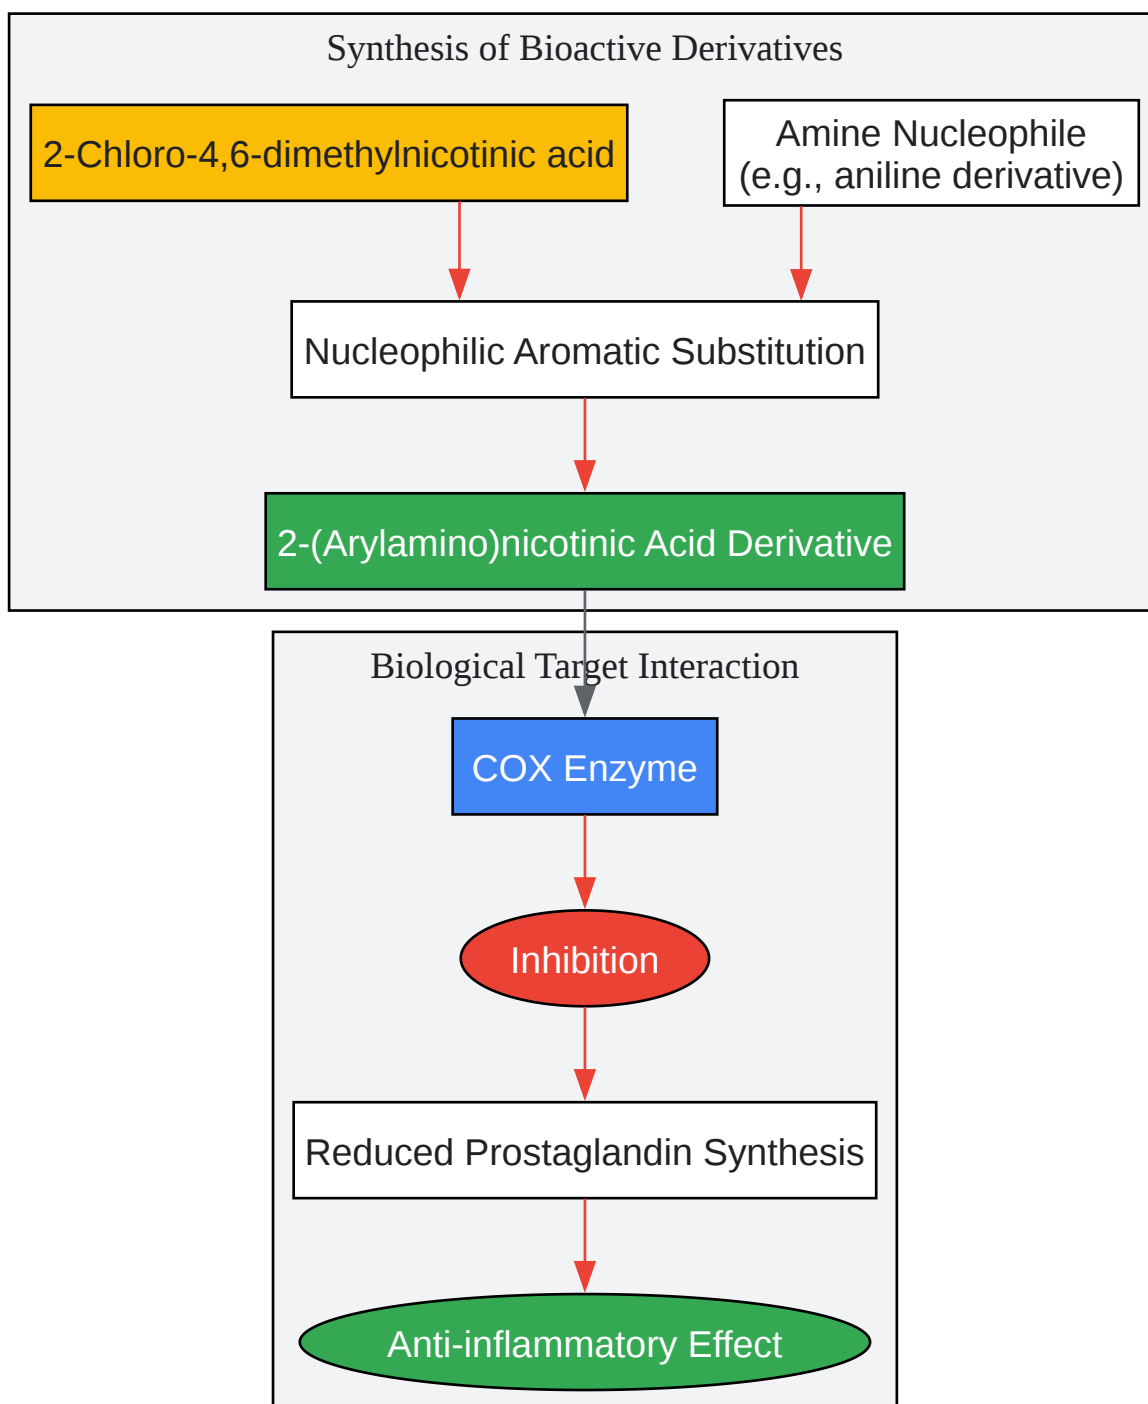 Synthesis of Bioactive Derivatives
2-Chloro-4,6-dimethylnicotinic acid
Amine Nucleophile
(e.g., aniline derivative)
Nucleophilic Aromatic Substitution
2-(Arylamino)nicotinic Acid Derivative
Biological Target Interaction
COX Enzyme
Inhibition
Reduced Prostaglandin Synthesis
Anti-inflammatory Effect